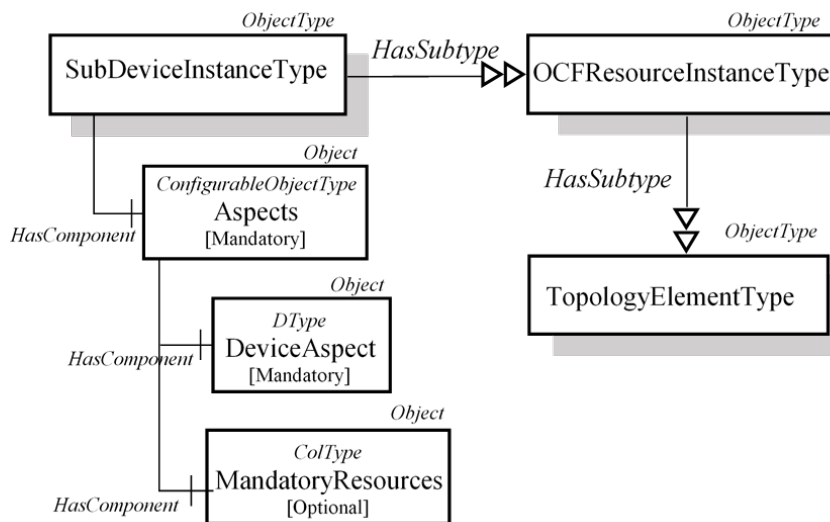 ObjectType
SubDeviceInstanceType
HasSubtype
ObjectType
OCFResourceInstanceType
Object
ConfigurableObjectType
Aspects
[Mandatory]
HasComponent
HasSubtype
ObjectType
TopologyElementType
Object
DType
DeviceAspect
[Mandatory]
HasComponent
Object
ColType
MandatoryResources
[Optional]
HasComponent